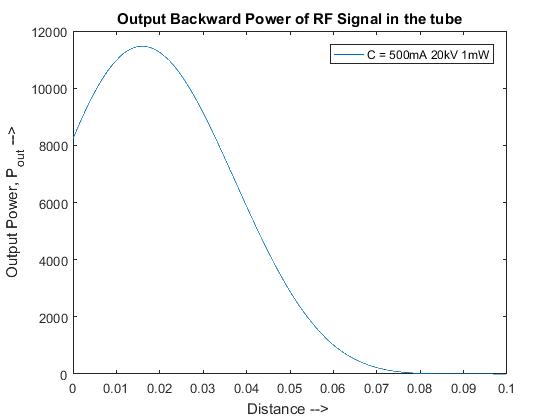 Output Backward Power of RF Signal in the tube
12000
C = 500mA 20kV 1mW
10000
8000
Output Power, P_out -->
6000
4000
2000
0
0 0.01 0.02 0.03 0.04 0.05 0.06 0.07 0.08 0.09 0.1
Distance -->